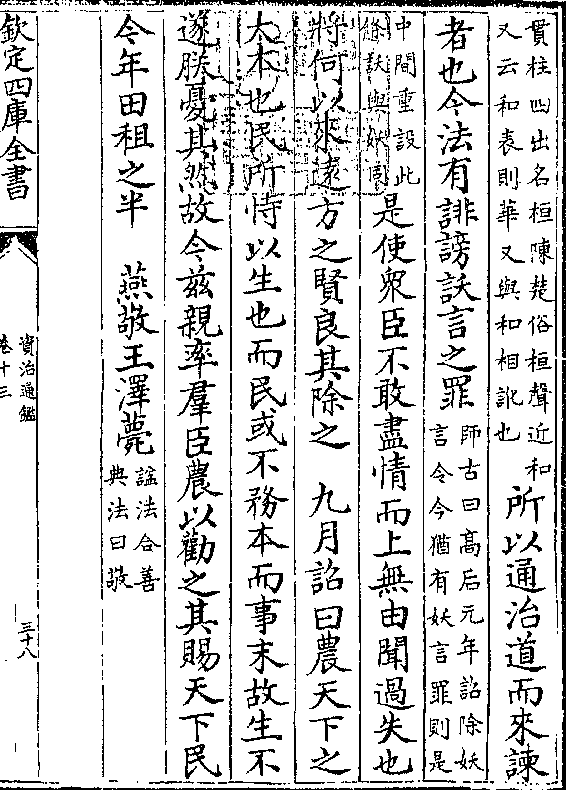 貫柱四出名桓陳楚俗桓聲近和
又云和表則華又與和相訛也
所以通治道而來諫
者也今法有誹謗訞言之罪
師古曰高后元年詔除妖
言令今猶有妖言罪則是
中間重設此
條訞與妖同
是使衆臣不敢盡情而上無由聞過失也
將何以來遠方之賢良其除之 九月詔曰農天下之
大本也民所恃以生也而民或不務本而事末故生不
遂朕憂其然故今茲親率羣臣農以勸之其賜天下民
今年田租之半 燕敬王澤薨
諡法合善
典法曰敬
欽定四庫全書
資治通鑑
卷十三
三十八